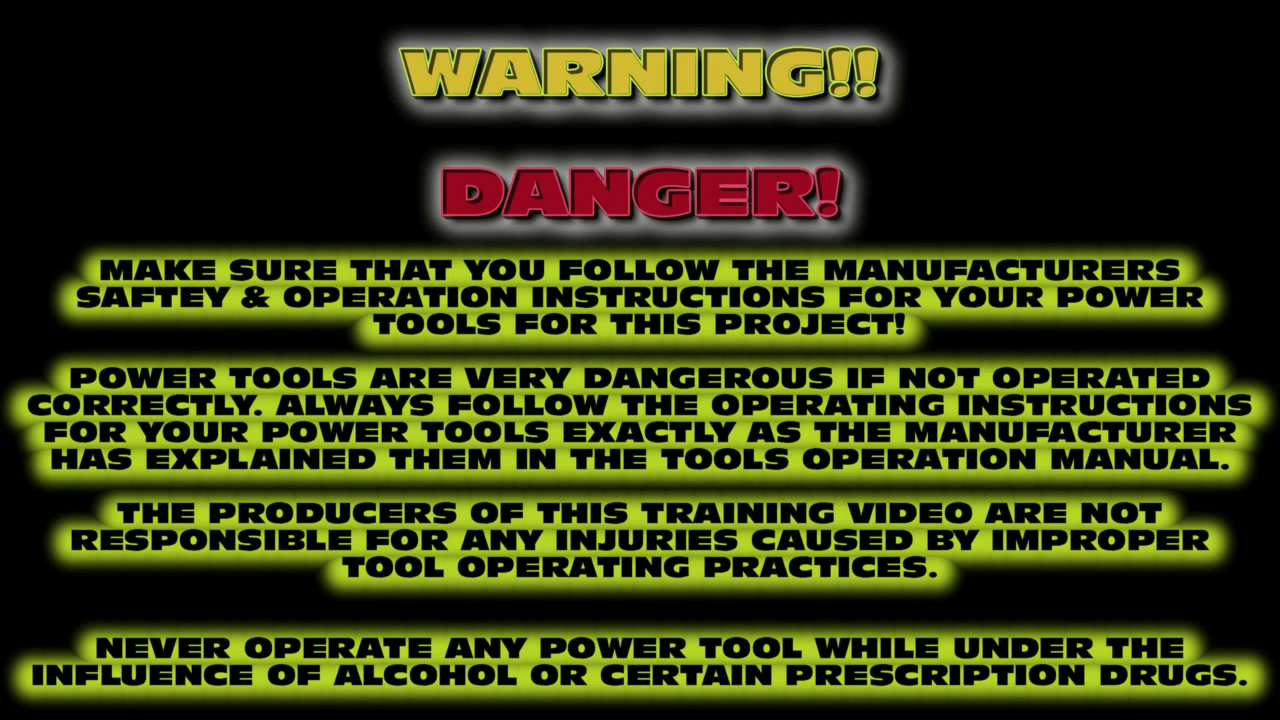 WARNING!!
DANGER!
MAKE SURE THAT YOU FOLLOW THE MANUFACTURERS
SAFTEY & OPERATION INSTRUCTIONS FOR YOUR POWER
TOOLS FOR THIS PROJECT!
POWER TOOLS ARE VERY DANGEROUS IF NOT OPERATED
CORRECTLY. ALWAYS FOLLOW THE OPERATING INSTRUCTIONS
FOR YOUR POWER TOOLS EXACTLY AS THE MANUFACTURER
HAS EXPLAINED THEM IN THE TOOLS OPERATION MANUAL.
THE PRODUCERS OF THIS TRAINING VIDEO ARE NOT
RESPONSIBLE FOR ANY INJURIES CAUSED BY IMPROPER
TOOL OPERATING PRACTICES.
NEVER OPERATE ANY POWER TOOL WHILE UNDER THE
INFLUENCE OF ALCOHOL OR CERTAIN PRESCRIPTION DRUGS.